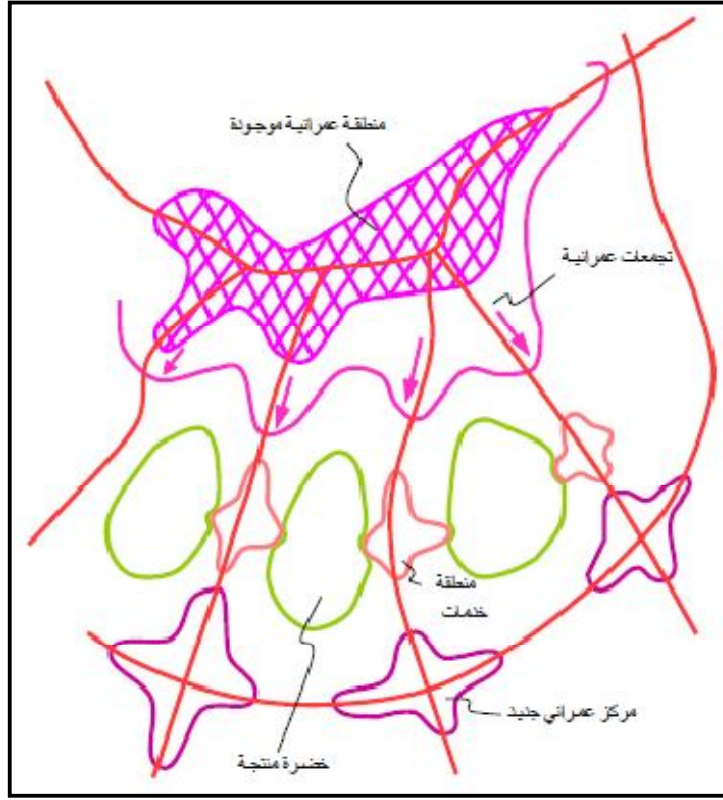 منطقة عمرانية موجودة
تجمعات عمرانية
منطقة
خدمات
مركز عمراني جديد
خضرة منتجة